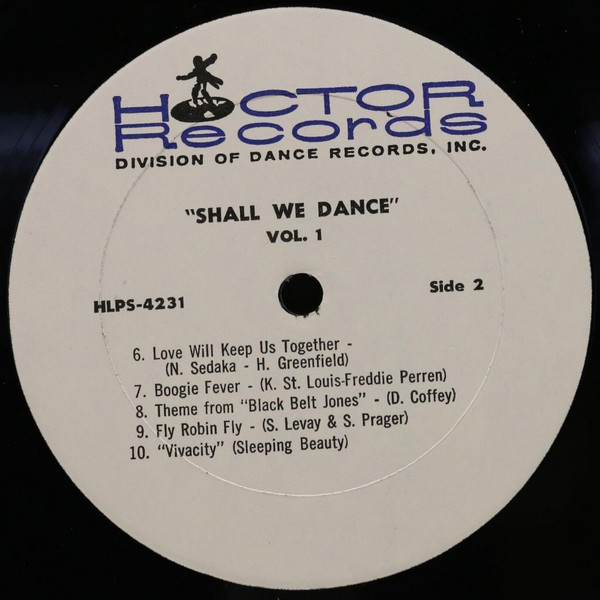 HOCTOR
Records
DIVISION OF DANCE RECORDS, INC.
"SHALL WE DANCE"
VOL. 1
HLPS-4231
Side 2
6. Love Will Keep Us Together -
(N. Sedaka - H. Greenfield)
7. Boogie Fever - (K. St. Louis-Freddie Perren)
8. Theme from "Black Belt Jones" - (D. Coffey)
9. Fly Robin Fly - (S. Levay & S. Prager)
10. "Vivacity" (Sleeping Beauty)